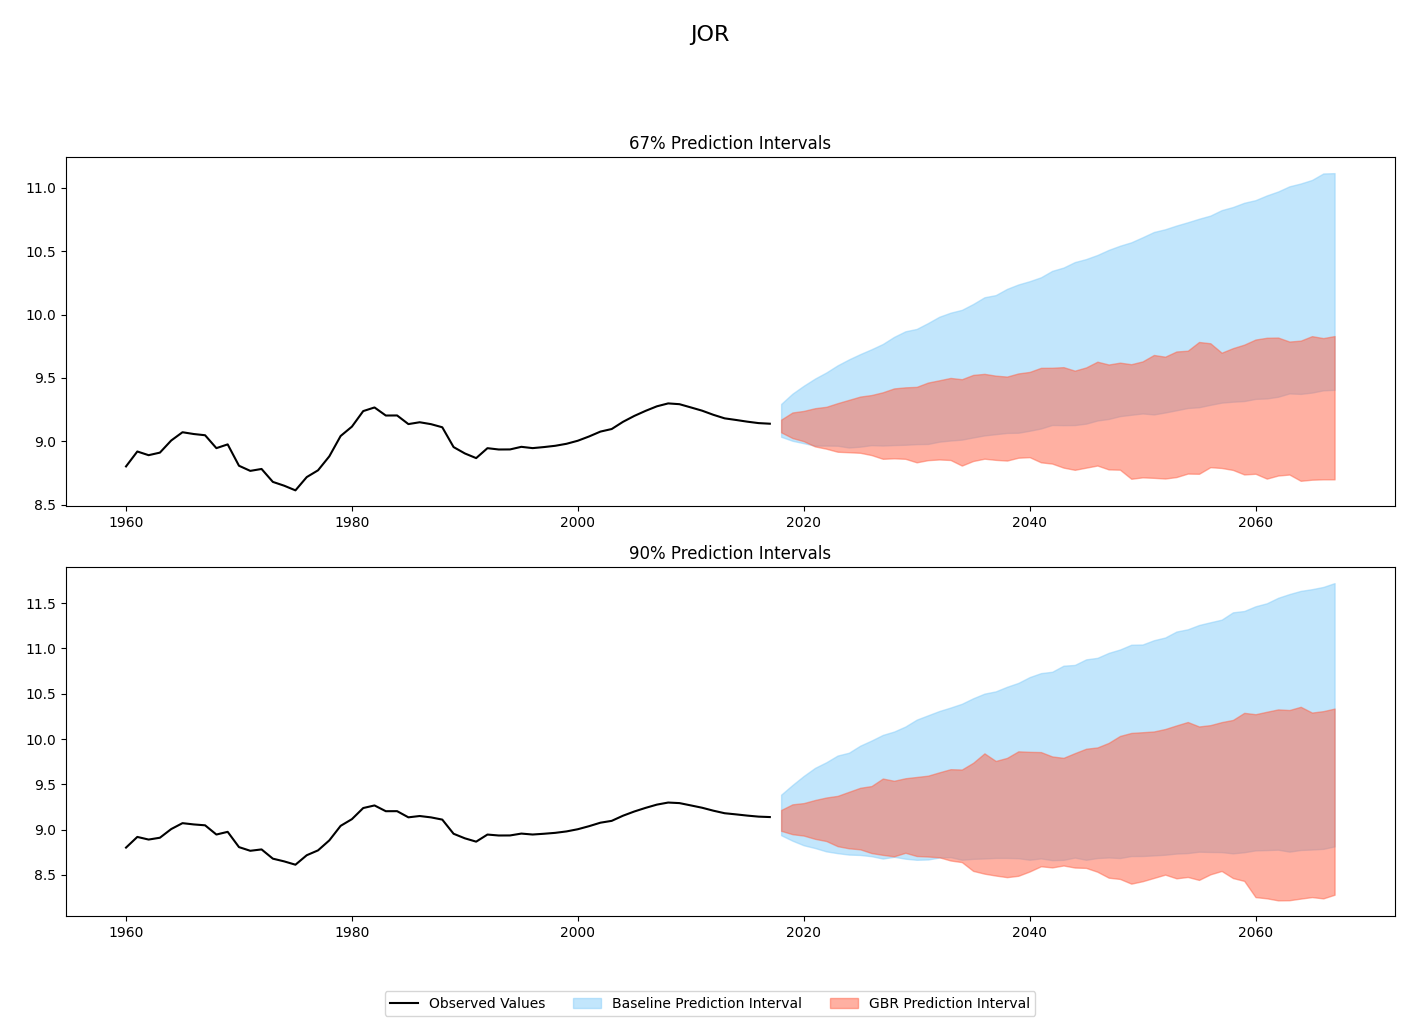 JOR
67% Prediction Intervals
11.0
10.5
10.0
9.5
9.0
8.5
1960 1980 2000 2020 2040 2060
90% Prediction Intervals
11.5
11.0
10.5
10.0
9.5
9.0
8.5
1960 1980 2000 2020 2040 2060
Observed Values Baseline Prediction Interval GBR Prediction Interval